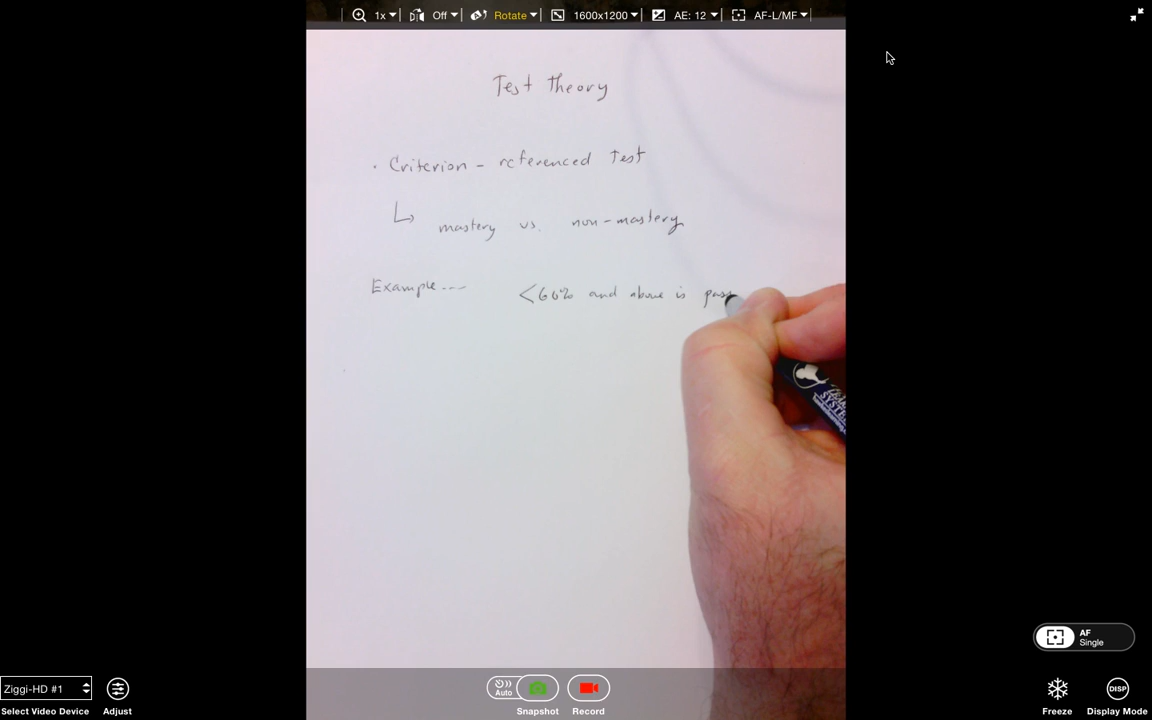 1x Off Rotate 1600x1200 AE: 12 AF-L/MF
Test Theory
· Criterion - referenced Test
↳ mastery vs. non-mastery
Example... <60% and above is pass
SYSTE
AF
Single
Ziggi-HD #1
Auto
Select Video Device Adjust Snapshot Record Freeze Display Mode
DISP